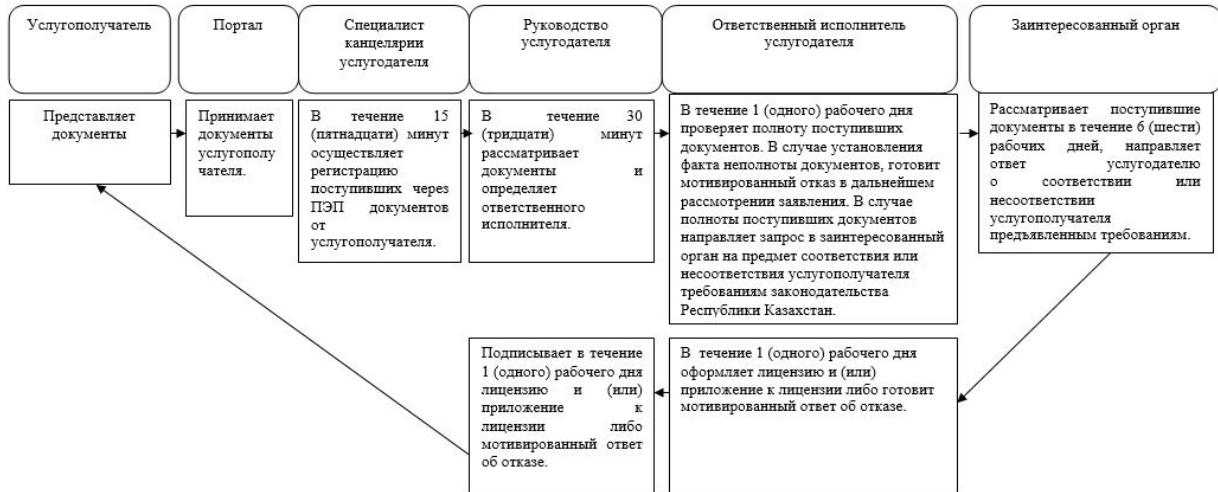 Услугополучатель
Портал
Специалист
канцелярии
услугодателя
Руководство
услугодателя
Ответственный исполнитель
услугодателя
Заинтересованный орган
Представляет
документы
Принимает
документы
услугополу
чателя.
В течение 15
(пятнадцати) минут
осуществляет
регистрацию
поступивших через
ПЭП документов
от
услугополучателя.
В течение 30
(тридцати) минут
рассматривает
документы и
определяет
ответственного
исполнителя.
В течение 1 (одного) рабочего дня
проверяет полноту поступивших
документов. В случае установления
факта неполноты документов, готовит
мотивированный отказ в дальнейшем
рассмотрении заявления. В случае
полноты поступивших документов
направляет запрос в заинтересованный
орган на предмет соответствия или
несоответствия услугополучателя
требованиям законодательства
Республики Казахстан.
Рассматривает поступившие
документы в течение 6 (шести)
рабочих дней, направляет
ответ услугодателю
о соответствии или
несоответствии
услугополучателя
предъявленным требованиям.
Подписывает в течение
1 (одного) рабочего дня
лицензию и (или)
приложение к
лицензии либо
мотивированный ответ
об отказе.
В течение 1 (одного) рабочего дня
оформляет лицензию и (или)
приложение к лицензии либо готовит
мотивированный ответ об отказе.